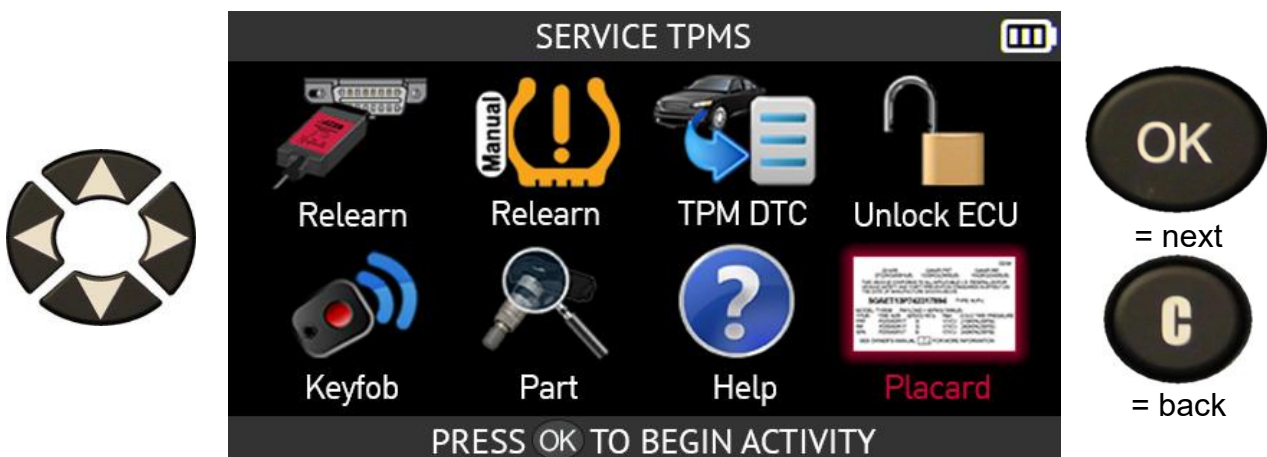 SERVICE TPMS
Manual
Relearn Relearn TPM DTC Unlock ECU
Keyfob Part Help Placard
PRESS OK TO BEGIN ACTIVITY
OK
= next
C
= back